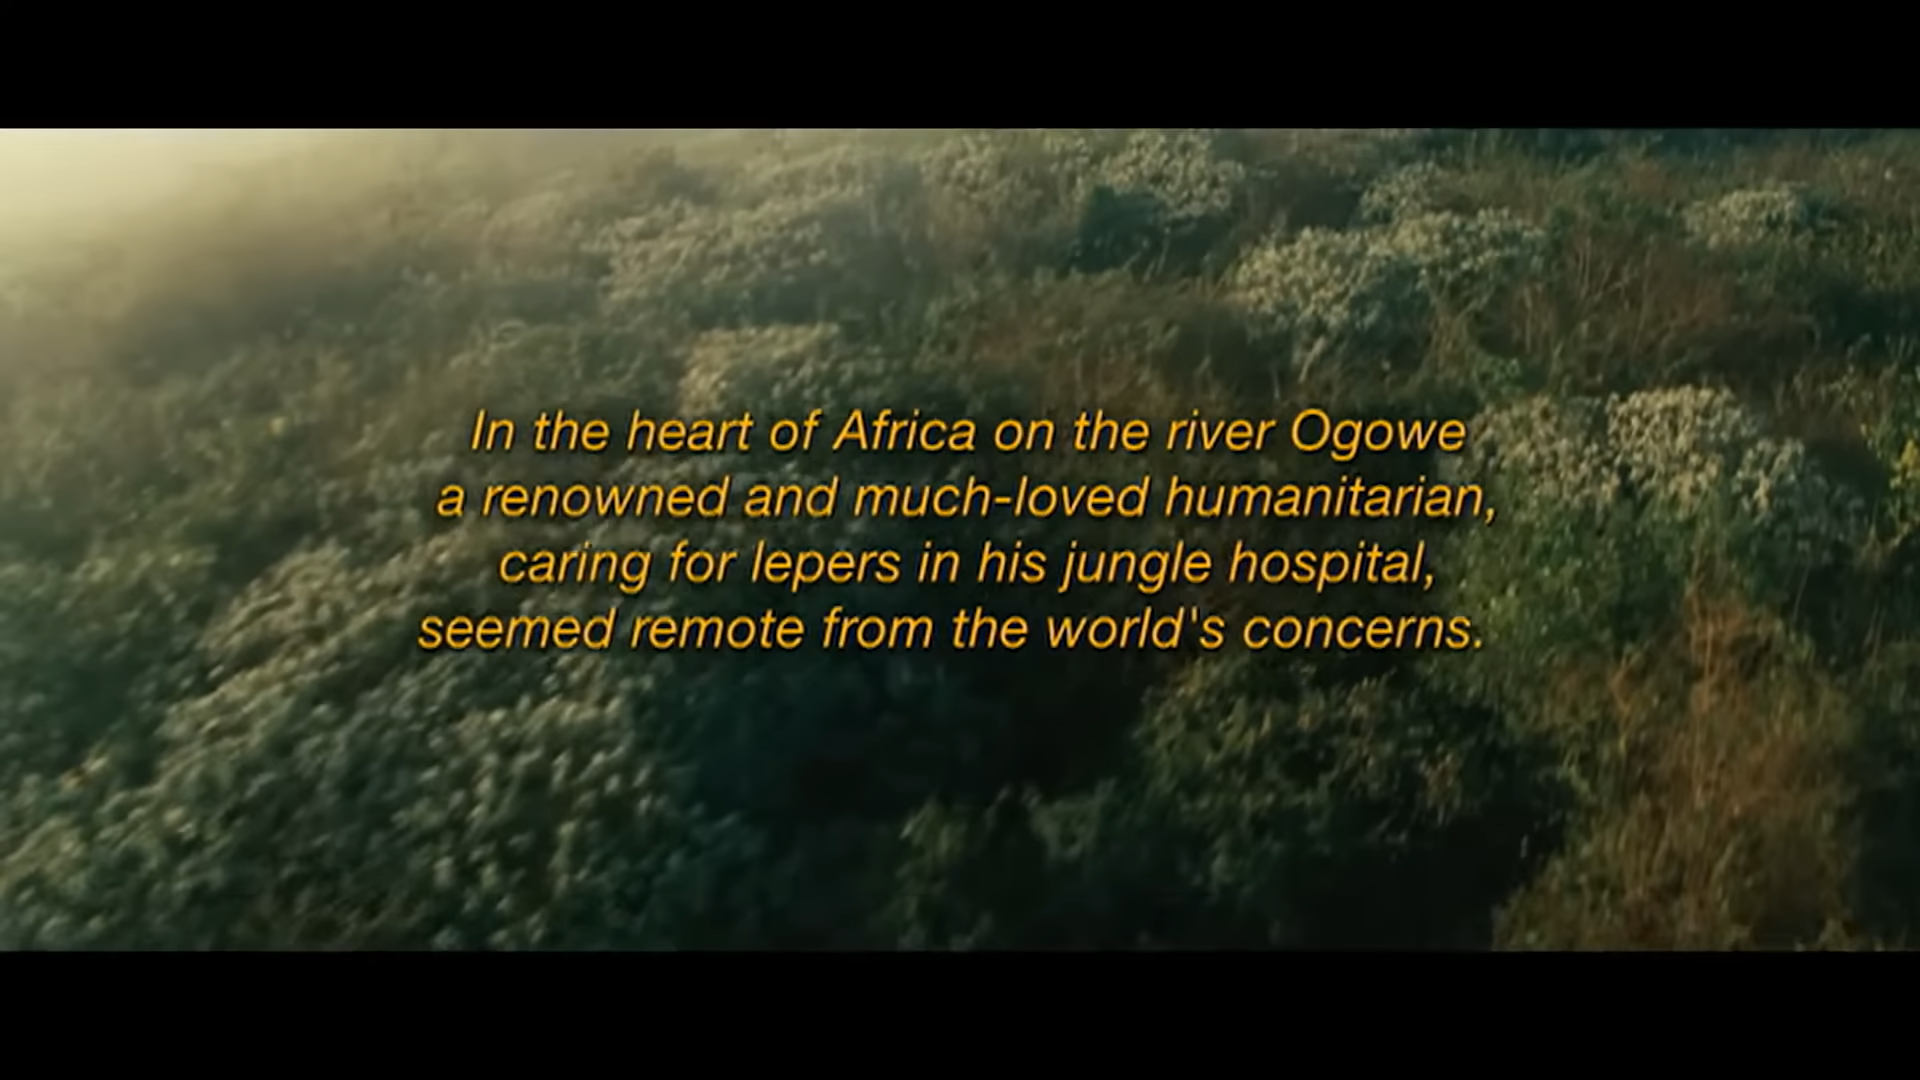 In the heart of Africa on the river Ogowe
a renowned and much-loved humanitarian,
caring for lepers in his jungle hospital,
seemed remote from the world's concerns.